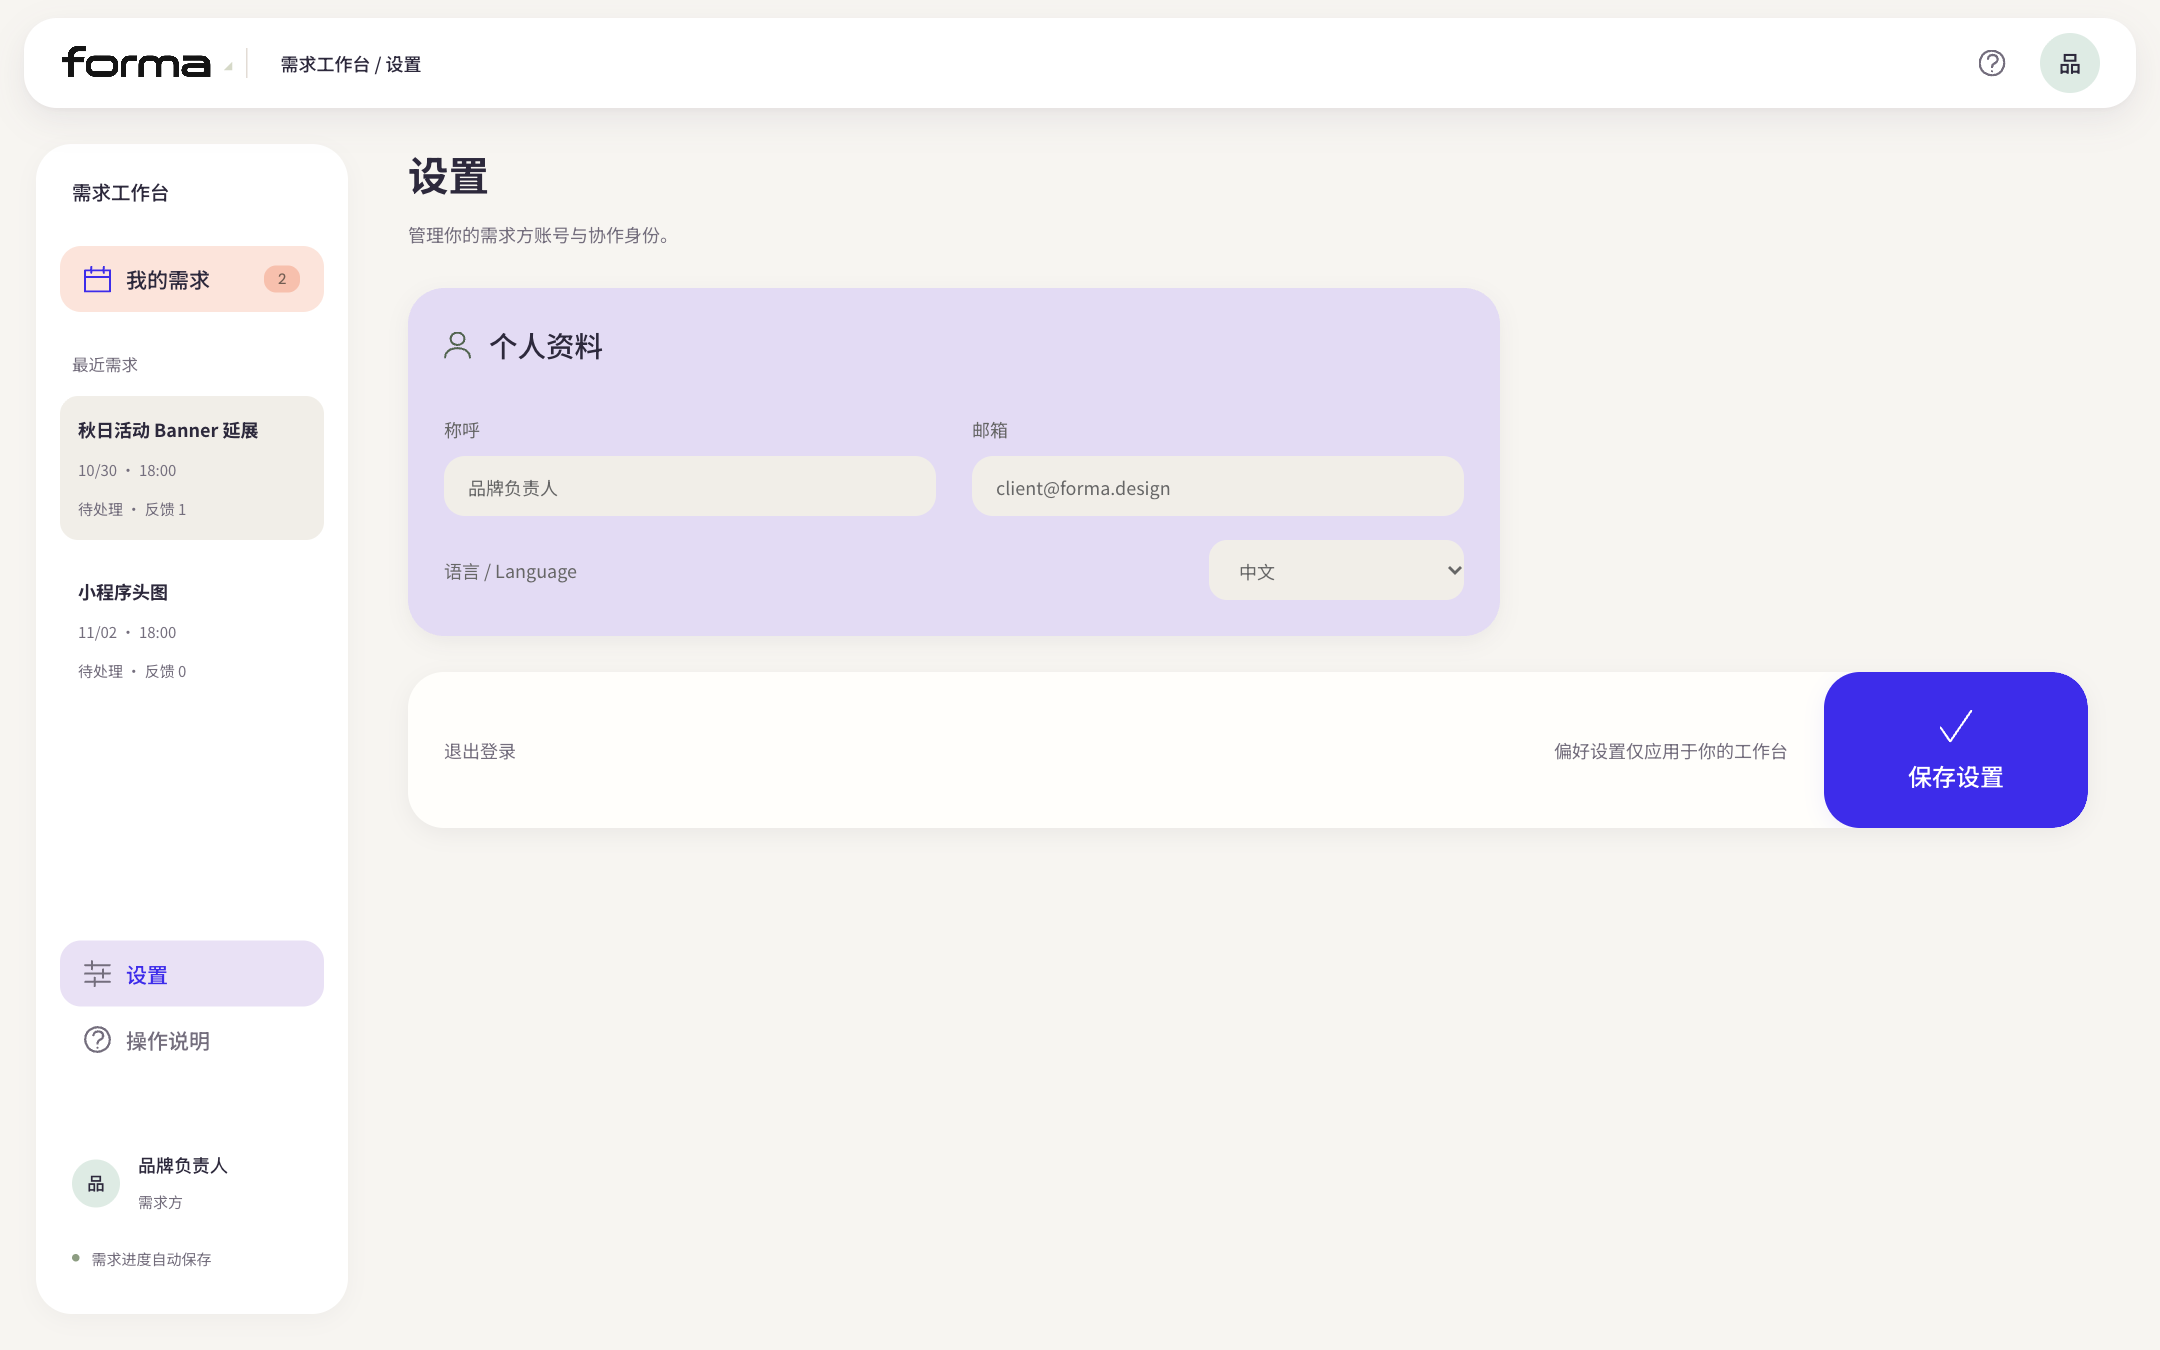 forma
需求工作台 / 设置
品
需求工作台
我的需求
2
最近需求
秋日活动 Banner 延展
10/30 · 18:00
待处理 · 反馈 1
小程序头图
11/02 · 18:00
待处理 · 反馈 0
设置
操作说明
品
品牌负责人
需求方
需求进度自动保存
设置
管理你的需求方账号与协作身份。
个人资料
称呼
邮箱
品牌负责人
client@forma.design
语言 / Language
中文
退出登录
偏好设置仅应用于你的工作台
保存设置